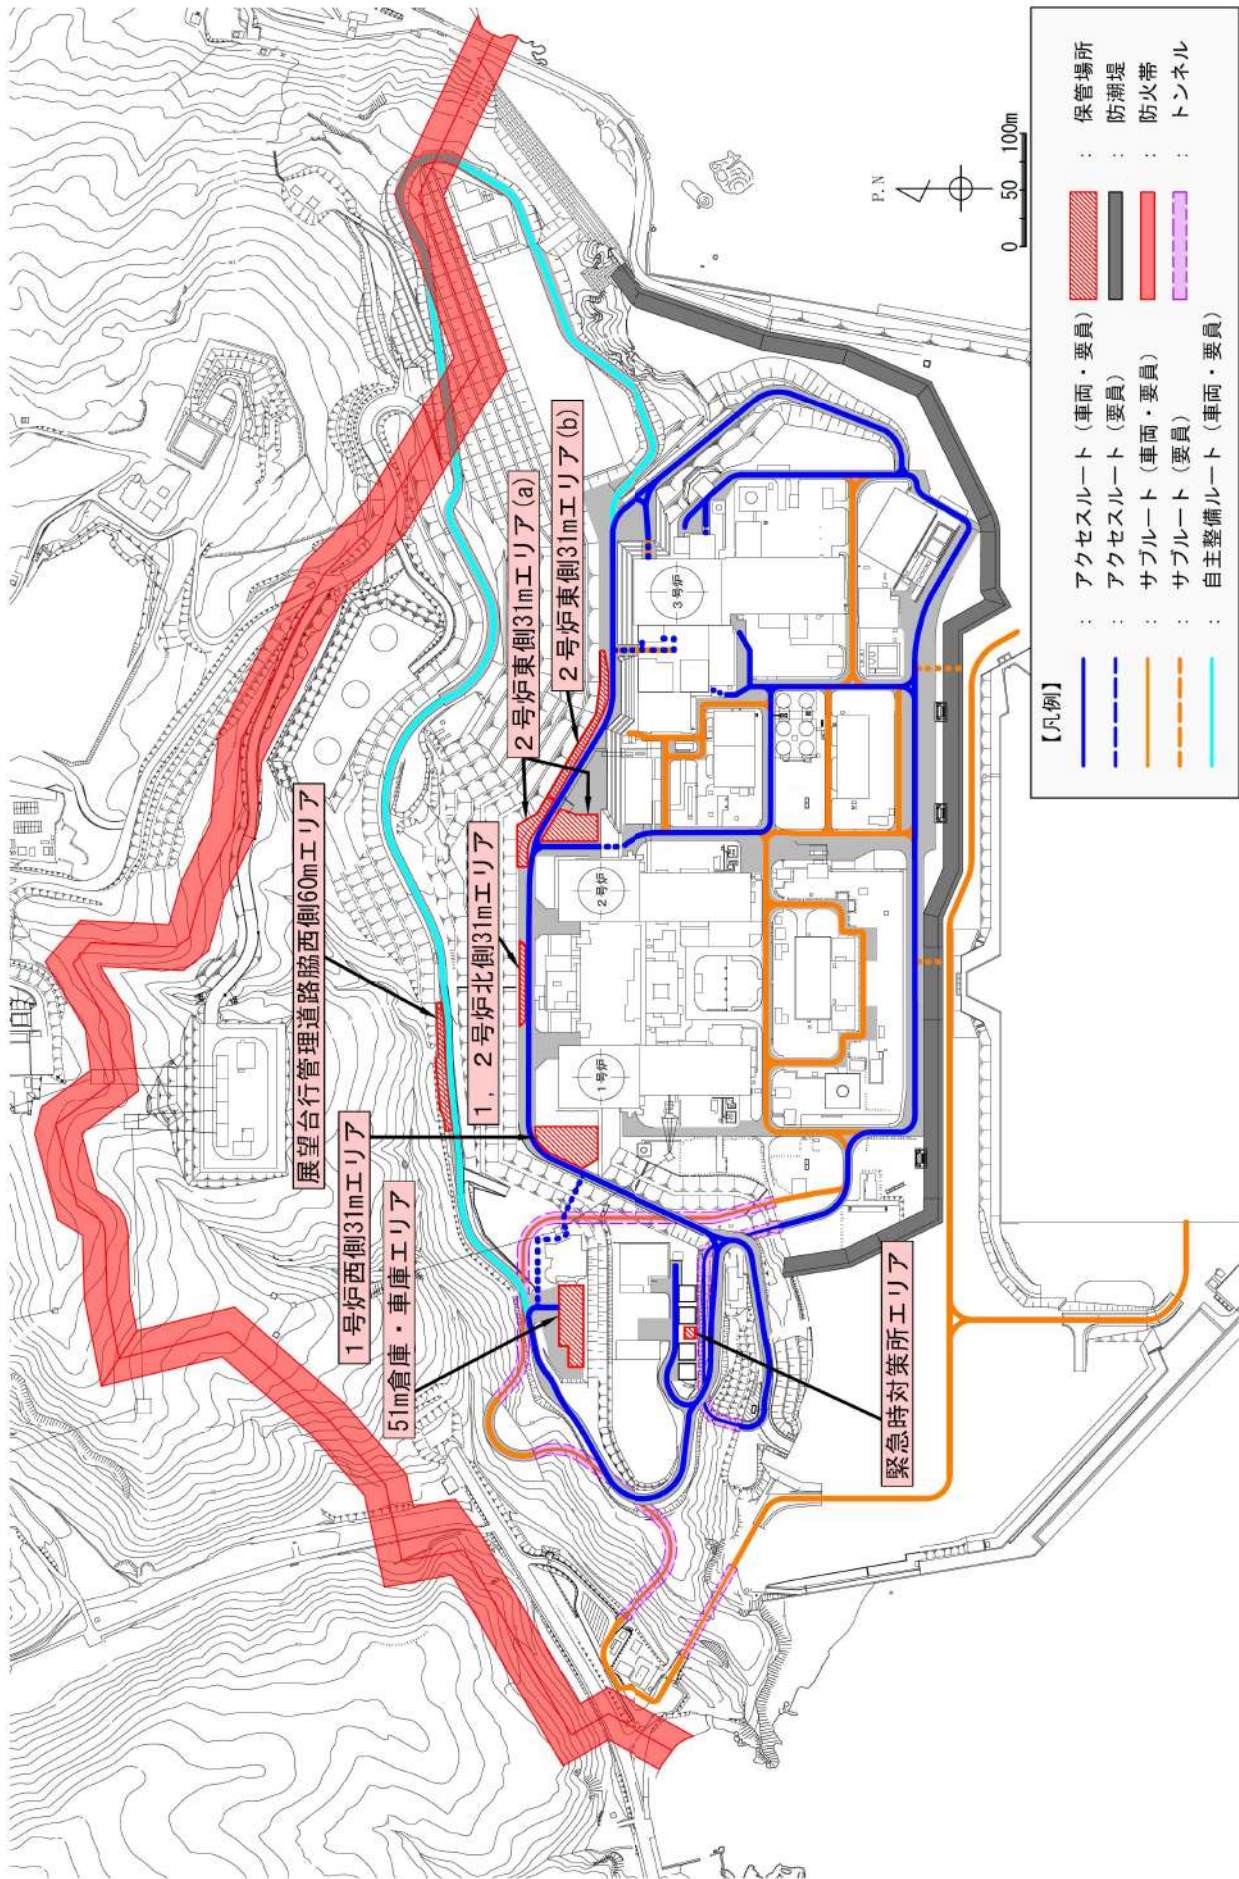 展望台行管理道路脇西側60mエリア
1号炉西側31mエリア
51m倉庫・車庫エリア
1,2号炉北側31mエリア
2号炉東側31mエリア(a)
2号炉東側31mエリア(b)
緊急時対策所エリア
1号炉
2号炉
3号炉
P.N
0 50 100m
【凡例】
: アクセスルート(車両・要員)
: アクセスルート(要員)
: サブルート(車両・要員)
: サブルート(要員)
: 自主整備ルート(車両・要員)
: 保管場所
: 防潮堤
: 防火帯
: トンネル